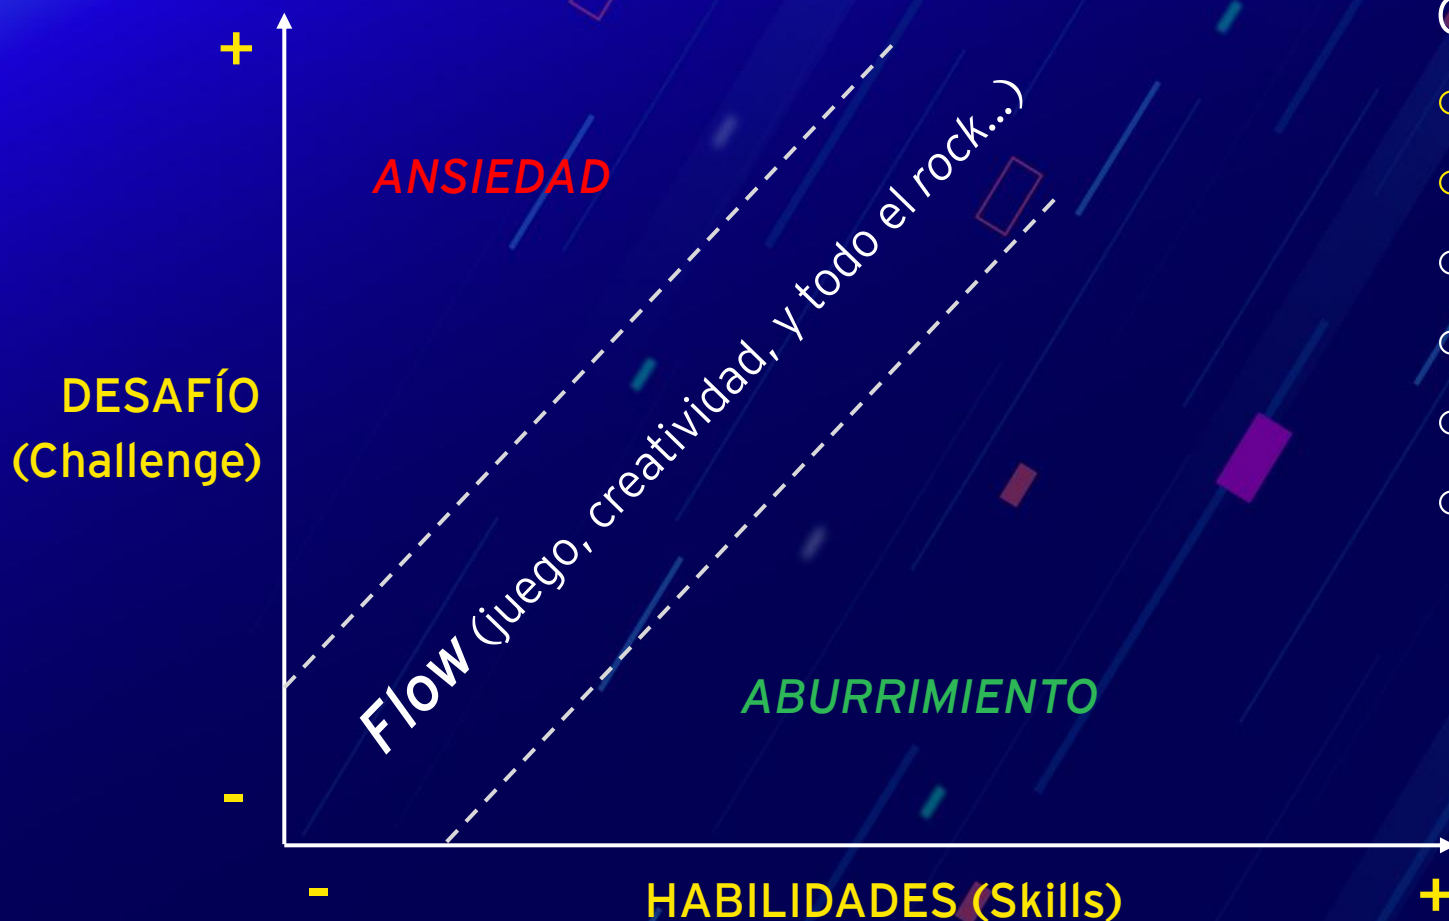 +
ANSIEDAD
Flow (juego, creatividad, y todo el rock...)
DESAFÍO
(Challenge)
ABURRIMIENTO
-
-
HABILIDADES (Skills)
+